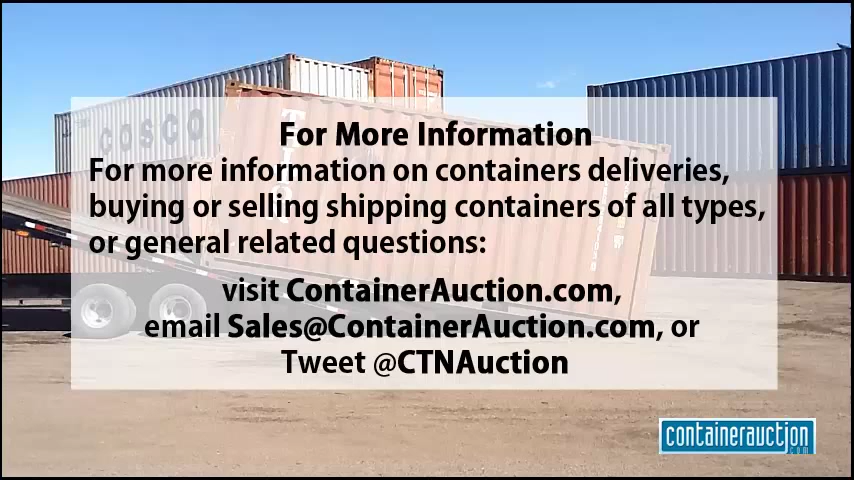 COSCO
For More Information
For more information on containers deliveries,
buying or selling shipping containers of all types,
or general related questions:
visit ContainerAuction.com,
email Sales@ContainerAuction.com, or
Tweet @CTNAuction
containerauction
.com